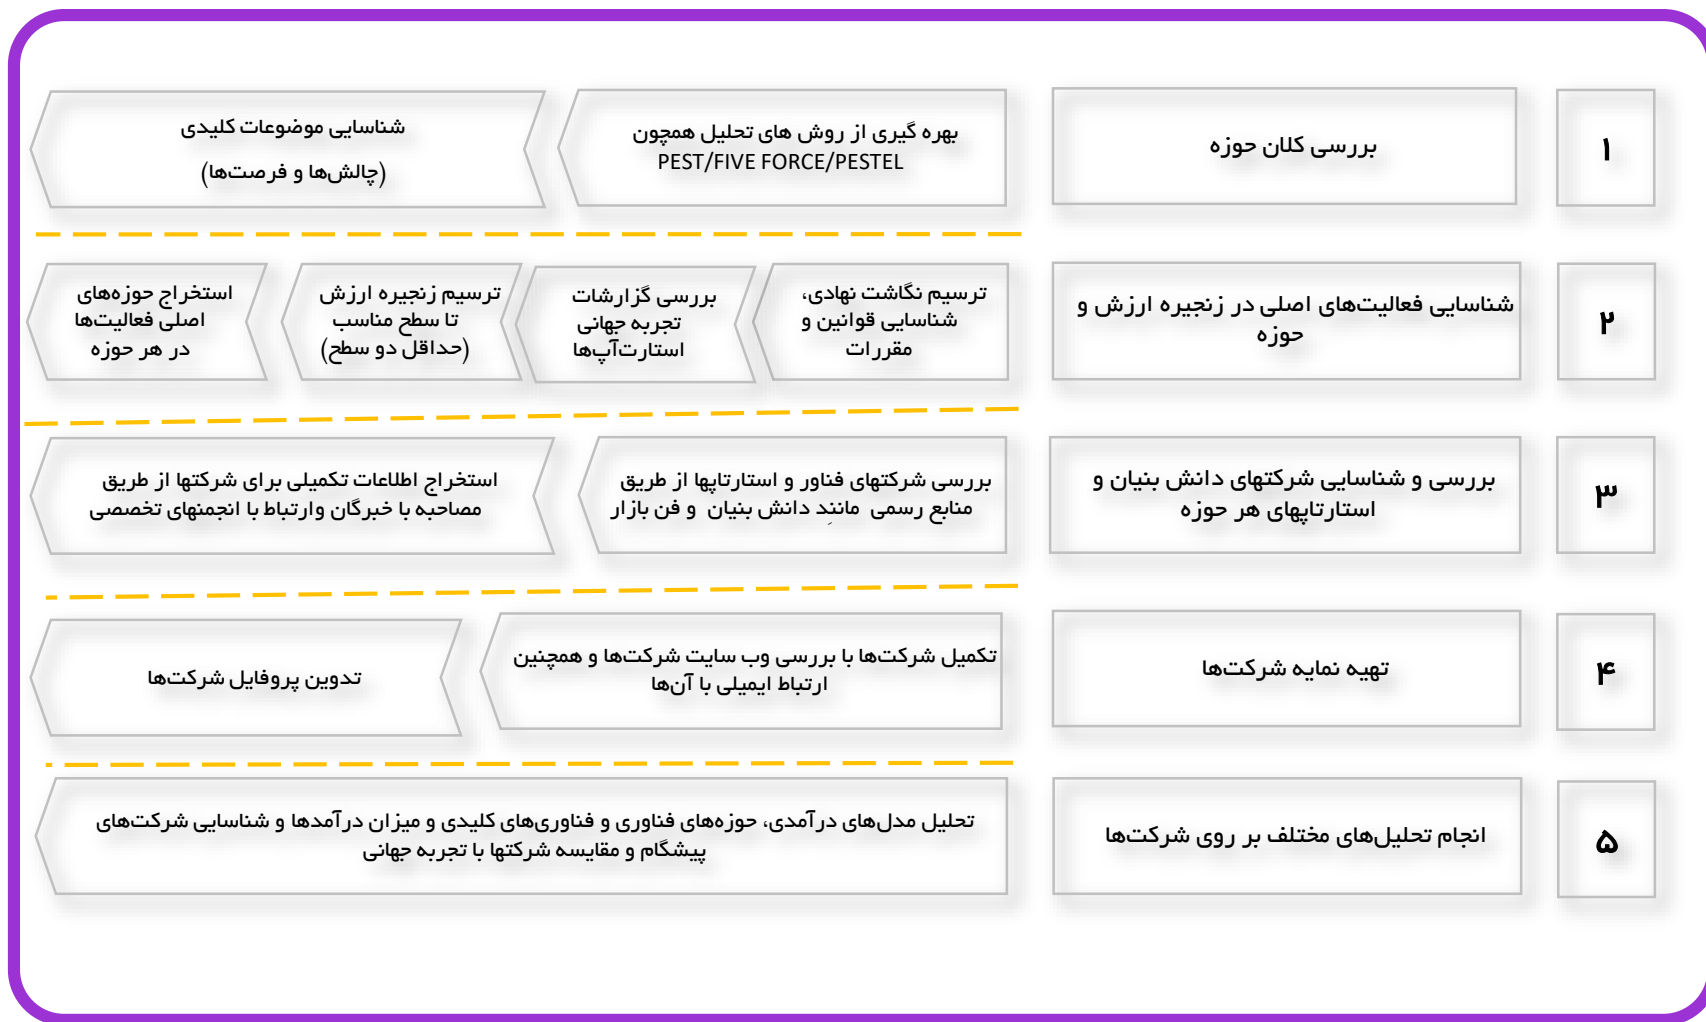 ۱
بررسی کلان حوزه
بهره گیری از روش های تحلیل همچون
PEST/FIVE FORCE/PESTEL
شناسایی موضوعات کلیدی
(چالش‌ها و فرصت‌ها)
۲
شناسایی فعالیت‌های اصلی در زنجیره ارزش و
حوزه
ترسیم نگاشت نهادی،
شناسایی قوانین و
مقررات
بررسی گزارشات
تجربه جهانی
استارت‌آپ‌ها
ترسیم زنجیره ارزش
تا سطح مناسب
(حداقل دو سطح)
استخراج حوزه‌های
اصلی فعالیت‌ها
در هر حوزه
۳
بررسی و شناسایی شرکتهای دانش بنیان و
استارتاپهای هر حوزه
بررسی شرکتهای فناور و استارتاپها از طریق
منابع رسمی مانند دانش بنیان و فن بازار
استخراج اطلاعات تکمیلی برای شرکتها از طریق
مصاحبه با خبرگان وارتباط با انجمنهای تخصصی
۴
تهیه نمایه شرکت‌ها
تکمیل شرکت‌ها با بررسی وب سایت شرکت‌ها و همچنین
ارتباط ایمیلی با آن‌ها
تدوین پروفایل شرکت‌ها
۵
انجام تحلیل‌های مختلف بر روی شرکت‌ها
تحلیل مدل‌های درآمدی، حوزه‌های فناوری و فناوری‌های کلیدی و میزان درآمدها و شناسایی شرکت‌های
پیشگام و مقایسه شرکتها با تجربه جهانی